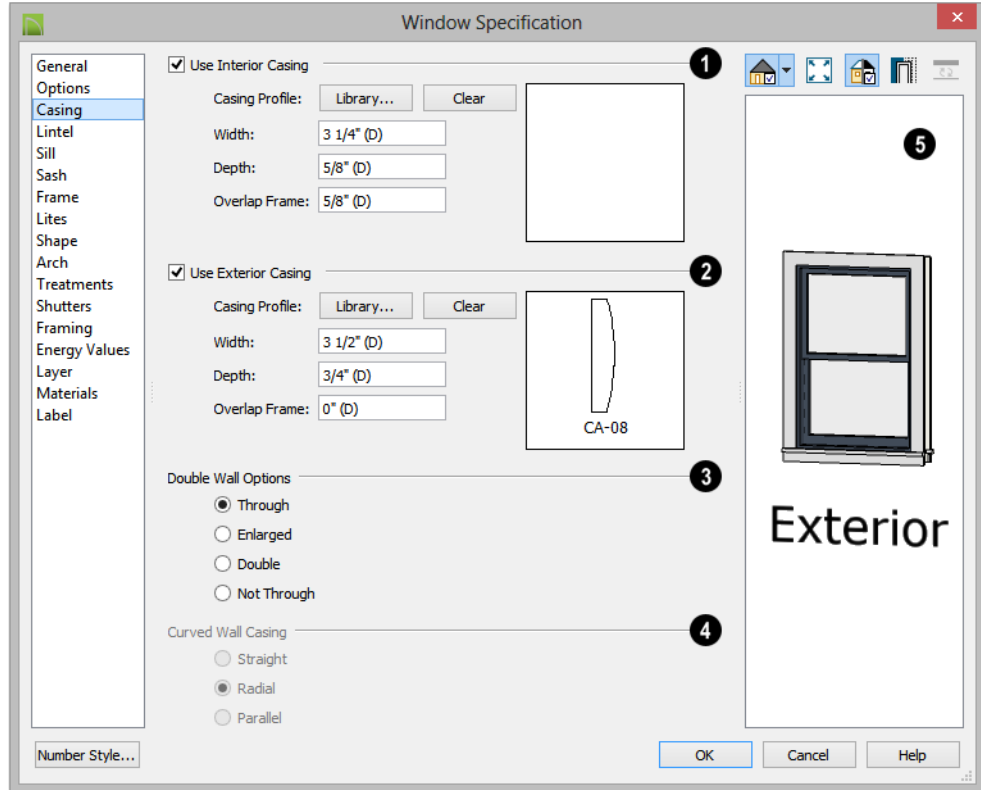 Window Specification
General
Options
Casing
Lintel
Sill
Sash
Frame
Lites
Shape
Arch
Treatments
Shutters
Framing
Energy Values
Layer
Materials
Label
Use Interior Casing 1
Casing Profile: Library... Clear
Width: 3 1/4" (D)
Depth: 5/8" (D)
Overlap Frame: 5/8" (D)
Use Exterior Casing 2
Casing Profile: Library... Clear
Width: 3 1/2" (D)
Depth: 3/4" (D)
Overlap Frame: 0" (D)
CA-08
Double Wall Options 3
Through
Enlarged
Double
Not Through
Curved Wall Casing 4
Straight
Radial
Parallel
5
Exterior
Number Style... OK Cancel Help